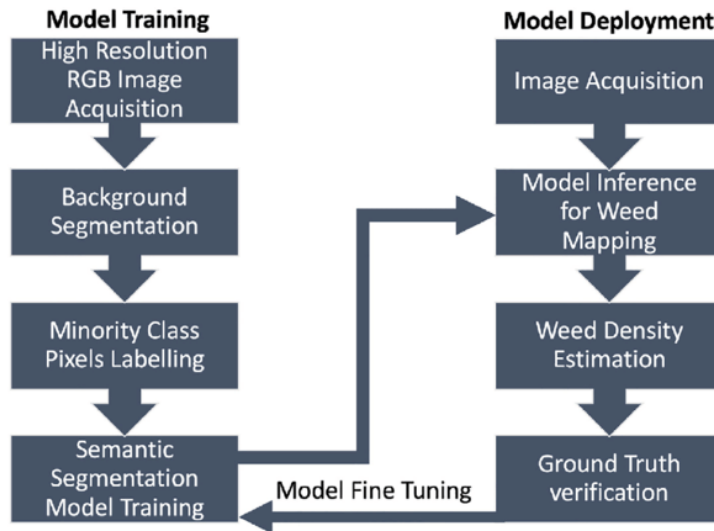 Model Training
High Resolution
RGB Image
Acquisition
Background
Segmentation
Minority Class
Pixels Labelling
Semantic
Segmentation
Model Training
Model Deployment
Image Acquisition
Model Inference
for Weed
Mapping
Weed Density
Estimation
Ground Truth
verification
Model Fine Tuning